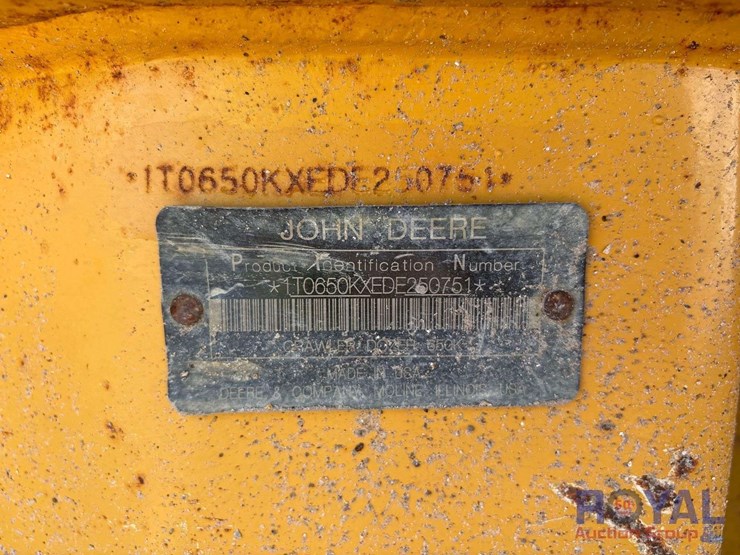 *1T0650KXEDE250751*
JOHN DEERE
Product Identification Number
*1T0650KXEDE250751*
CRAWLER DOZER 650K
MADE IN USA
DEERE & COMPANY MOLINE ILLINOIS USA
ROYAL
Auction Group